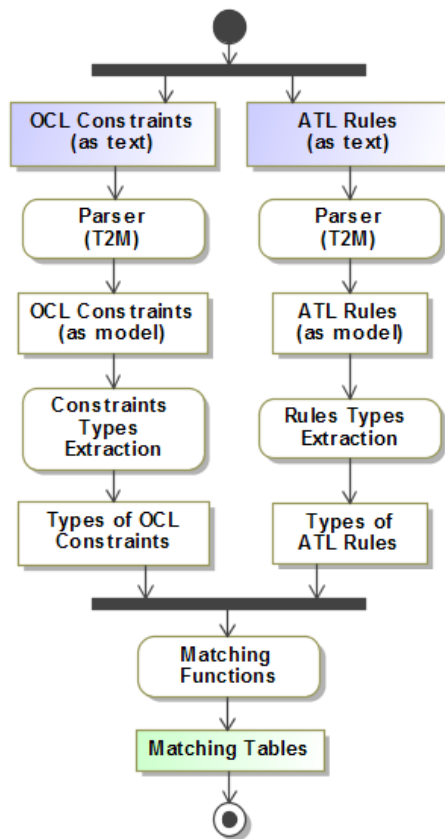 OCL Constraints
(as text)
ATL Rules
(as text)
Parser
(T2M)
Parser
(T2M)
OCL Constraints
(as model)
ATL Rules
(as model)
Constraints
Types
Extraction
Rules Types
Extraction
Types of OCL
Constraints
Types of
ATL Rules
Matching
Functions
Matching Tables